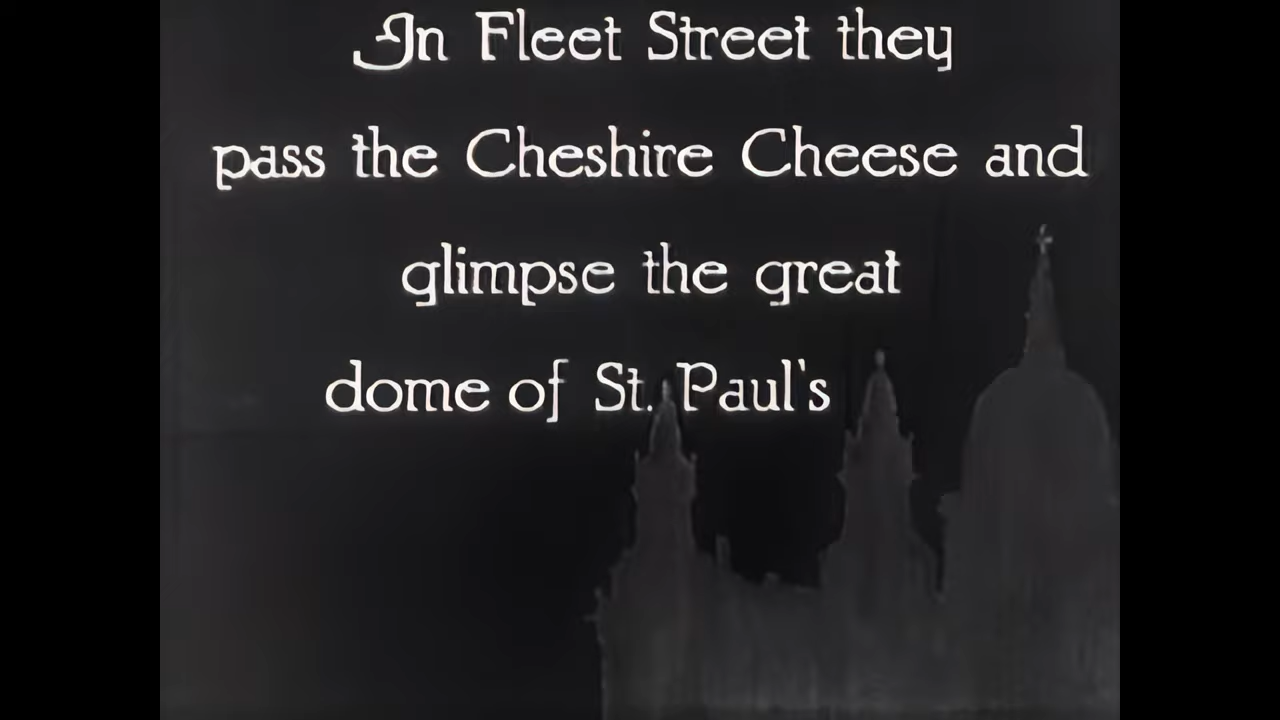 In Fleet Street they
pass the Cheshire Cheese and
glimpse the great
dome of St. Paul's